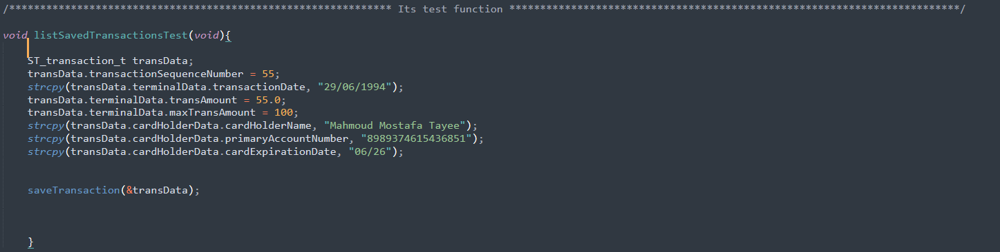 /************************************************************** Its test function *************************************************************************/
void listSavedTransactionsTest(void){
ST_transaction_t transData;
transData.transactionSequenceNumber = 55;
strcpy(transData.terminalData.transactionDate, "29/06/1994");
transData.terminalData.transAmount = 55.0;
transData.terminalData.maxTransAmount = 100;
strcpy(transData.cardHolderData.cardHolderName, "Mahmoud Mostafa Tayee");
strcpy(transData.cardHolderData.primaryAccountNumber, "8989374615436851");
strcpy(transData.cardHolderData.cardExpirationDate, "06/26");
saveTransaction(&transData);
}